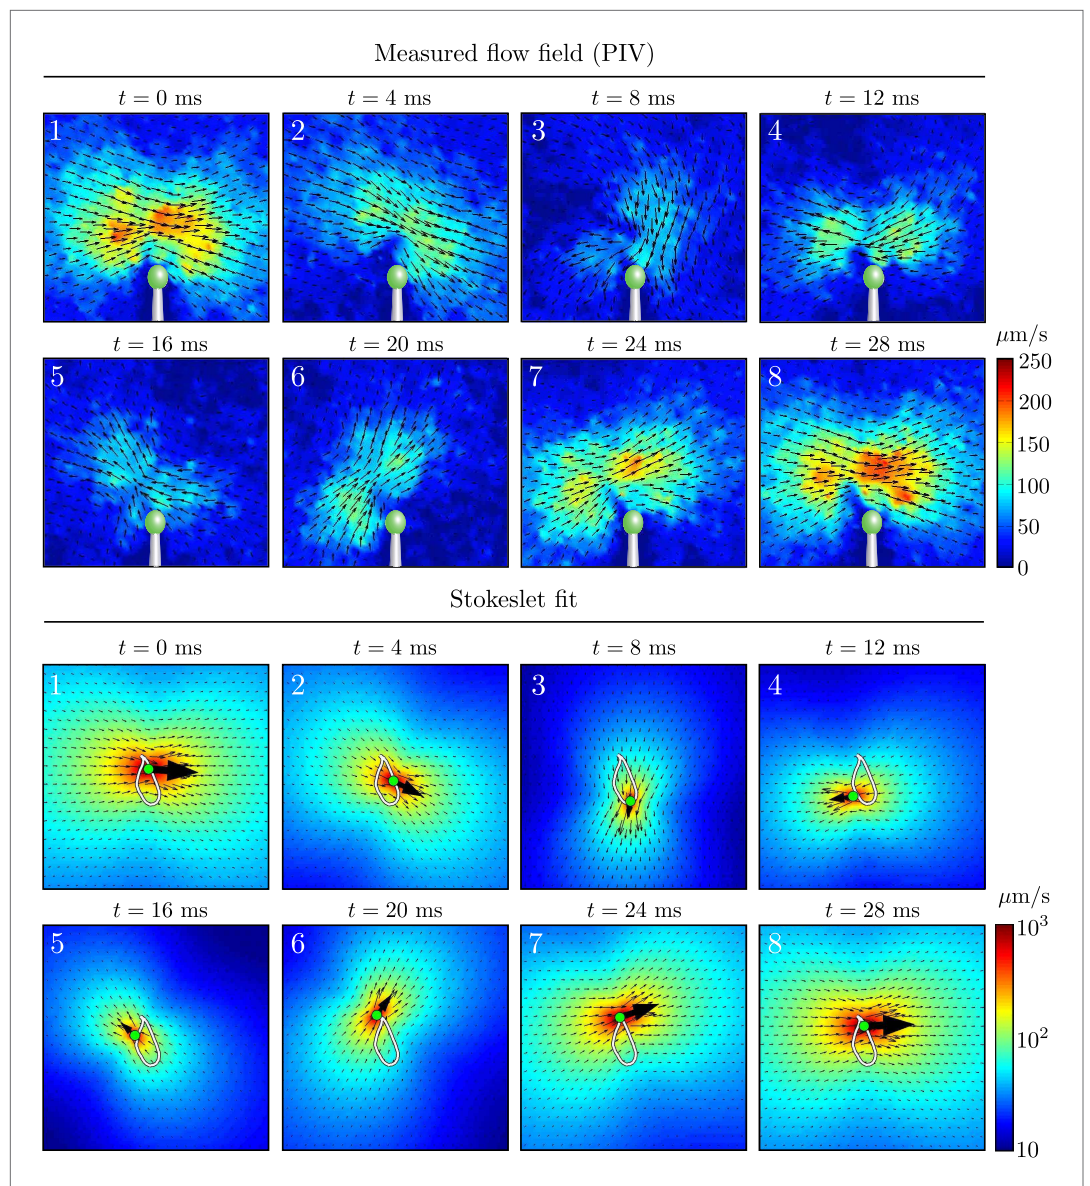 Measured flow field (PIV)
t = 0 ms t = 4 ms t = 8 ms t = 12 ms
1 2 3 4
t = 16 ms t = 20 ms t = 24 ms t = 28 ms
μm/s
5 6 7 8
250
200
150
100
50
0
Stokeslet fit
t = 0 ms t = 4 ms t = 8 ms t = 12 ms
1 2 3 4
t = 16 ms t = 20 ms t = 24 ms t = 28 ms
μm/s
5 6 7 8
10³
10²
10